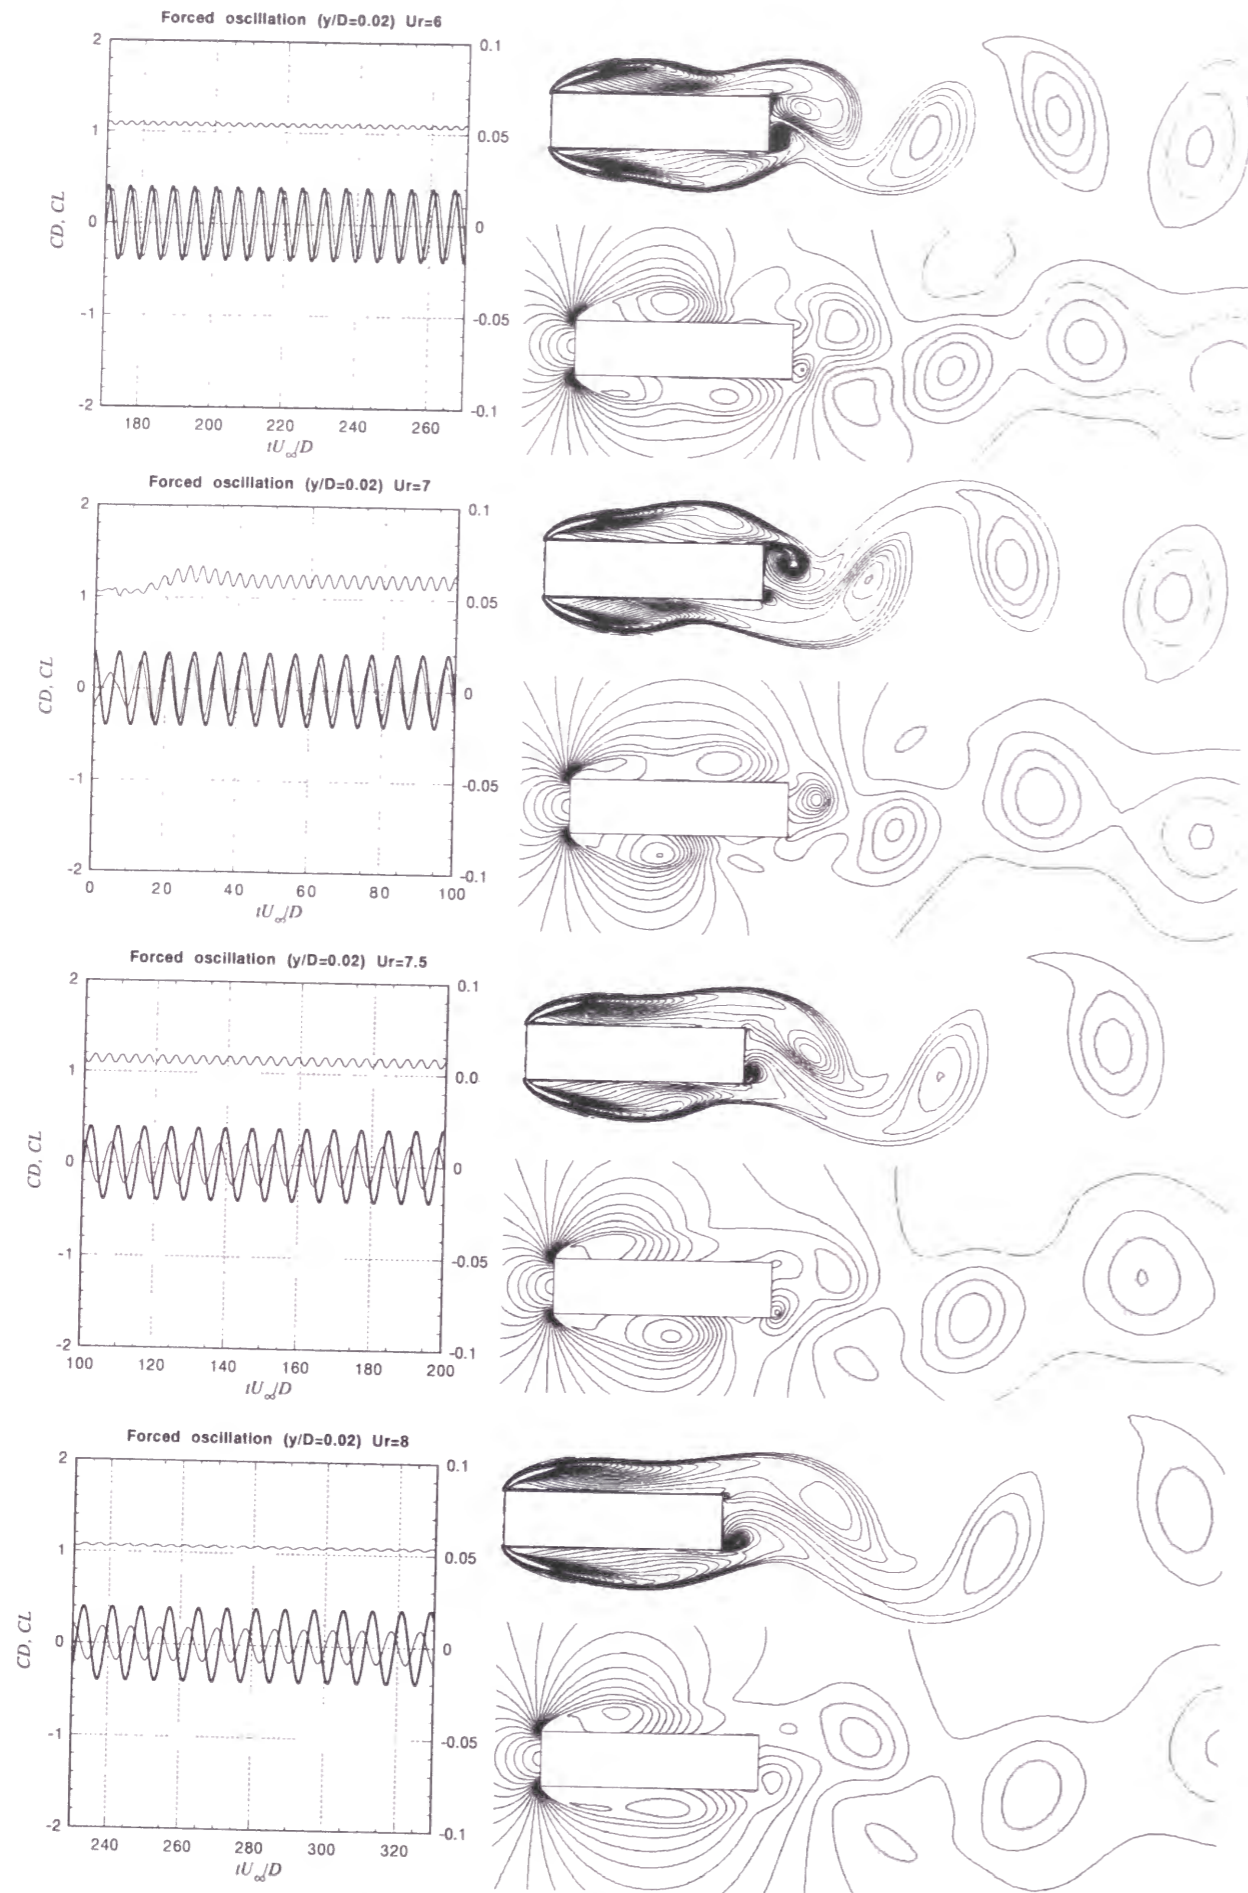 Forced oscillation (y/D=0.02) Ur=6
2
0.1
1
0.05
0
0
CD, CL
-1
-0.05
-2
-0.1
180 200 220 240 260
tU∞/D
Forced oscillation (y/D=0.02) Ur=7
2
0.1
1
0.05
0
0
CD, CL
-1
-0.05
-2
-0.1
0 20 40 60 80 100
tU∞/D
Forced oscillation (y/D=0.02) Ur=7.5
2
0.1
1
0.0
0
0
CD, CL
-1
-0.05
-2
-0.1
100 120 140 160 180 200
tU∞/D
Forced oscillation (y/D=0.02) Ur=8
2
0.1
1
0.05
0
0
CD, CL
-1
-0.05
-2
-0.1
240 260 280 300 320
tU∞/D